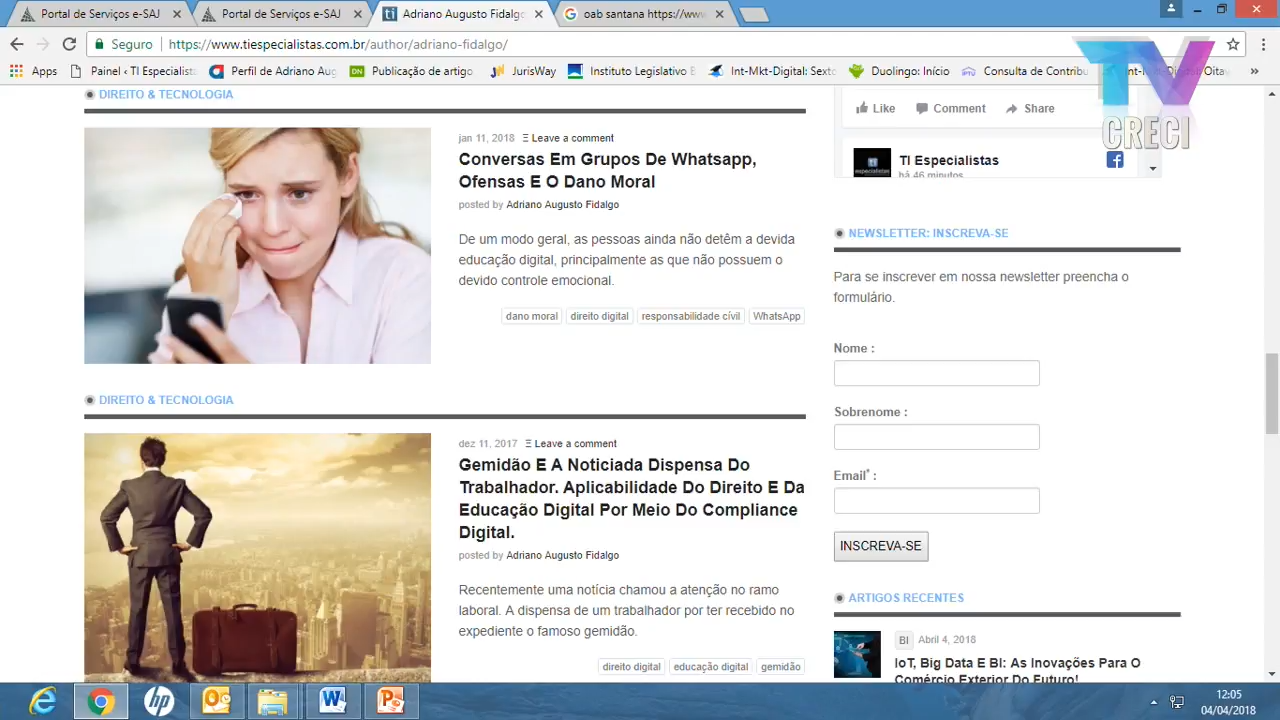 Portal de Serviços e-SAJ
Portal de Serviços e-SAJ
Adriano Augusto Fidalgo
oab santana https://www
Seguro
https://www.tiespecialistas.com.br/author/adriano-fidalgo/
Apps
Painel ‹ TI Especialis
Perfil de Adriano Aug
Publicação de artigo
JurisWay
Instituto Legislativo B
Int-Mkt-Digital: Sexto
Duolingo: Início
Consulta de Contribu
»
TV
CRECI
DIREITO & TECNOLOGIA
jan 11, 2018 Leave a comment
Conversas Em Grupos De Whatsapp,
Ofensas E O Dano Moral
posted by Adriano Augusto Fidalgo
De um modo geral, as pessoas ainda não detêm a devida
educação digital, principalmente as que não possuem o
devido controle emocional.
dano moral direito digital responsabilidade cívil WhatsApp
DIREITO & TECNOLOGIA
dez 11, 2017 Leave a comment
Gemidão E A Noticiada Dispensa Do
Trabalhador. Aplicabilidade Do Direito E Da
Educação Digital Por Meio Do Compliance
Digital.
posted by Adriano Augusto Fidalgo
Recentemente uma notícia chamou a atenção no ramo
laboral. A dispensa de um trabalhador por ter recebido no
expediente o famoso gemidão.
direito digital educação digital gemidão
Like Comment Share
TI Especialistas
há 46 minutos
NEWSLETTER: INSCREVA-SE
Para se inscrever em nossa newsletter preencha o
formulário.
Nome :
Sobrenome :
Email* :
INSCREVA-SE
ARTIGOS RECENTES
BI Abril 4, 2018
IoT, Big Data E BI: As Inovações Para O
Comércio Exterior Do Futuro!
12:05
04/04/2018